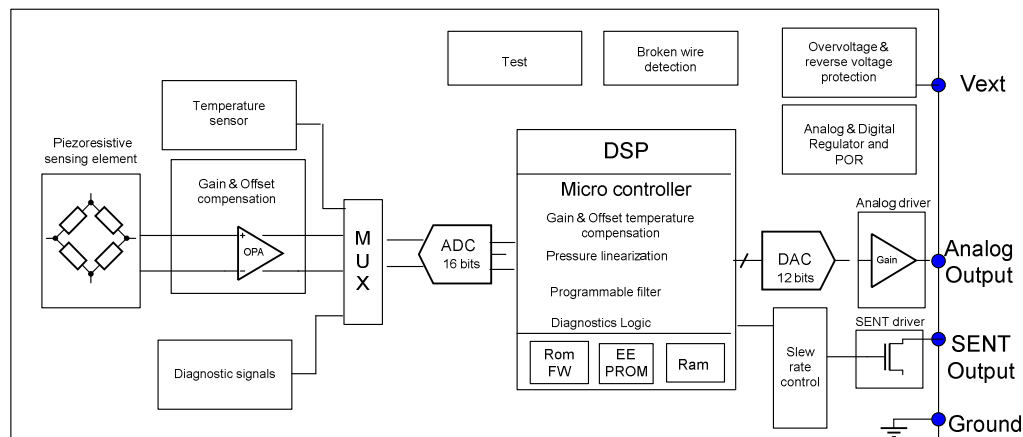 Test
Broken wire
detection
Overvoltage &
reverse voltage
protection
Vext
Temperature
sensor
Analog & Digital
Regulator and
POR
Piezoresistive
sensing element
Gain & Offset
compensation
+
OPA
−
M
U
X
ADC
16 bits
DSP
Micro controller
Gain & Offset temperature
compensation
Pressure linearization
Programmable filter
Diagnostics Logic
Rom
FW
EE
PROM
Ram
DAC
12 bits
Analog driver
Gain
Analog
Output
SENT driver
SENT
Output
Slew
rate
control
Diagnostic signals
Ground